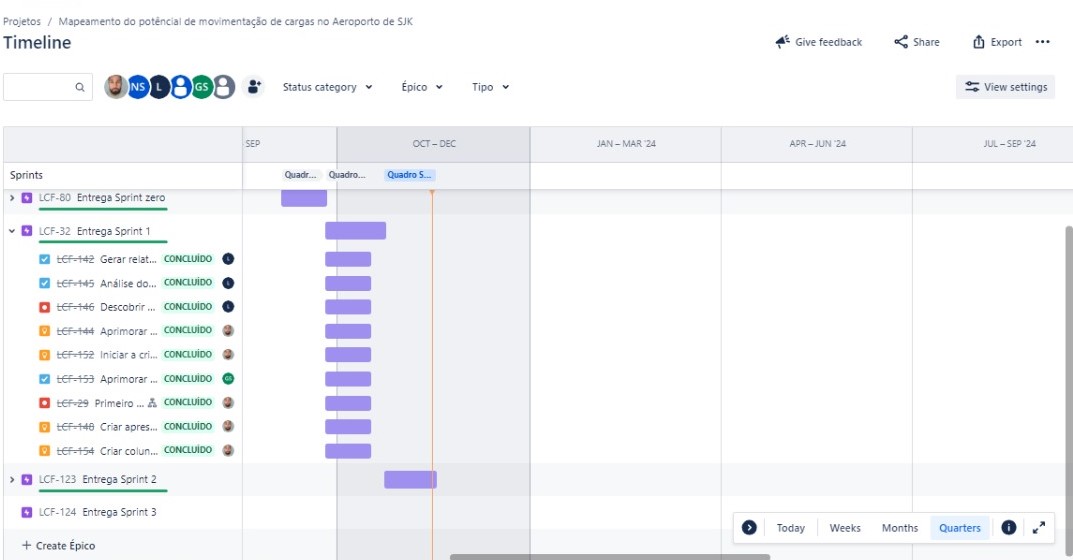 Projetos / Mapeamento do potêncial de movimentação de cargas no Aeroporto de SJK
Timeline
Give feedback Share Export
NS L GS Status category Épico Tipo View settings
SEP OCT – DEC JAN – MAR '24 APR – JUN '24 JUL – SEP '24
Sprints Quadr... Quadro... Quadro S...
LCF-80 Entrega Sprint zero
LCF-32 Entrega Sprint 1
LCF-142 Gerar relat... CONCLUÍDO L
LCF-145 Análise do... CONCLUÍDO L
LCF-146 Descobrir ... CONCLUÍDO L
LCF-144 Aprimorar ... CONCLUÍDO
LCF-152 Iniciar a cri... CONCLUÍDO
LCF-153 Aprimorar ... CONCLUÍDO GS
LCF-29 Primeiro ... CONCLUÍDO
LCF-148 Criar apres... CONCLUÍDO
LCF-154 Criar colun... CONCLUÍDO
LCF-123 Entrega Sprint 2
LCF-124 Entrega Sprint 3
Today Weeks Months Quarters
+ Create Épico